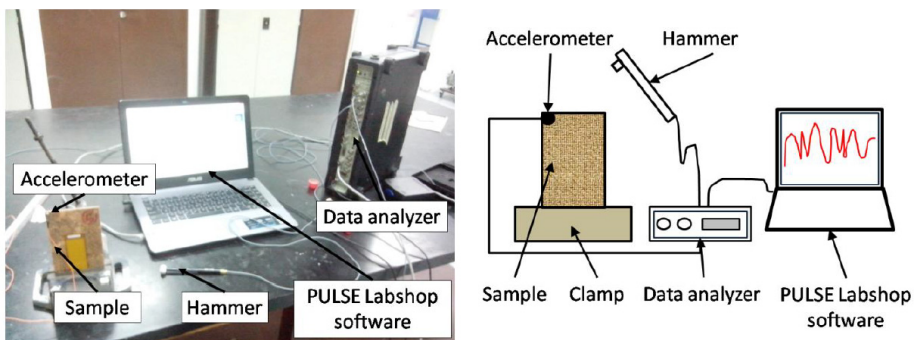 Accelerometer
Data analyzer
Sample
Hammer
PULSE Labshop
software
Accelerometer
Hammer
Sample
Clamp
Data analyzer
PULSE Labshop
software